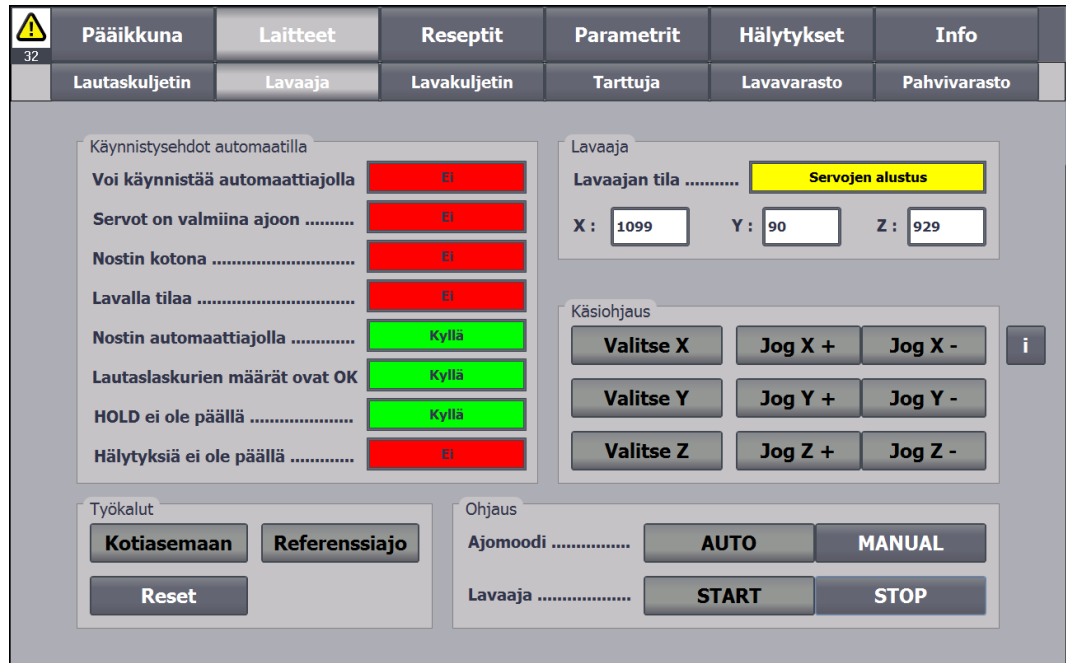 Pääikkuna Laitteet Reseptit Parametrit Hälytykset Info
32
Lautaskuljetin Lavaaja Lavakuljetin Tarttuja Lavavarasto Pahvivarasto
Käynnistysehdot automaatilla
Voi käynnistää automaattiajolla Ei
Servot on valmiina ajoon .......... Ei
Nostin kotona ............................. Ei
Lavalla tilaa ................................ Ei
Nostin automaattiajolla ............. Kyllä
Lautaslaskurien määrät ovat OK Kyllä
HOLD ei ole päällä ..................... Kyllä
Hälytyksiä ei ole päällä ............. Ei
Lavaaja
Lavaajan tila ........... Servojen alustus
X : 1099 Y : 90 Z : 929
Käsiohjaus
Valitse X Jog X + Jog X - i
Valitse Y Jog Y + Jog Y -
Valitse Z Jog Z + Jog Z -
Työkalut
Kotiasemaan Referenssiajo
Reset
Ohjaus
Ajomoodi ................ AUTO MANUAL
Lavaaja ................... START STOP